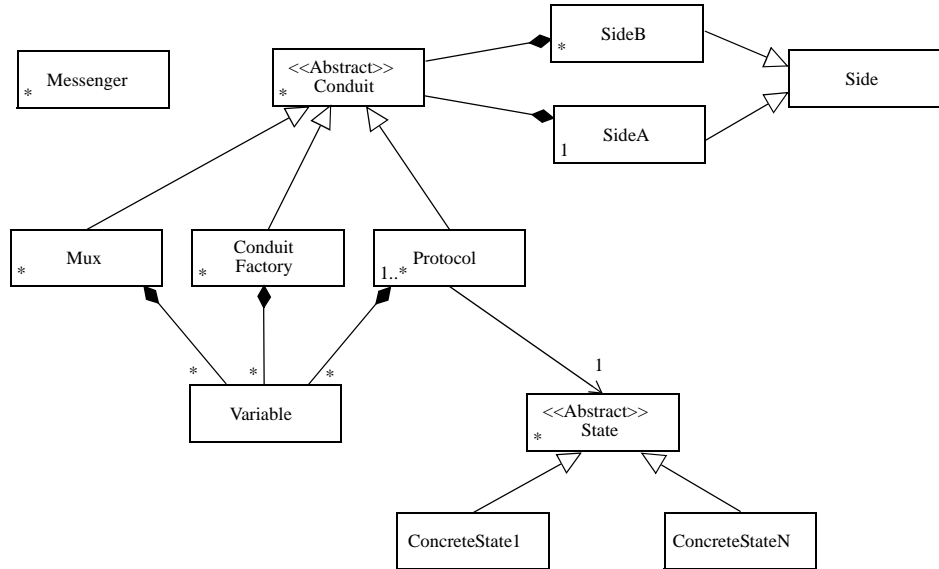 SideB
*
<<Abstract>>
Conduit
*
Messenger
*
Side
SideA
1
Mux
*
Conduit
Factory
*
Protocol
1..*
*
*
*
Variable
1
<<Abstract>>
State
*
ConcreteState1
ConcreteStateN